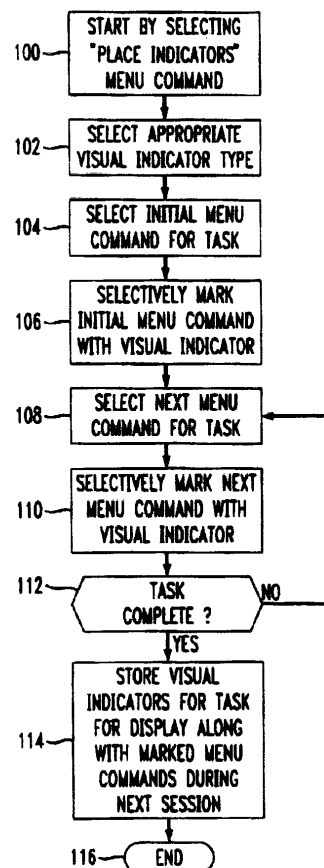 START BY SELECTING
100 "PLACE INDICATORS"
MENU COMMAND
SELECT APPROPRIATE
102 VISUAL INDICATOR TYPE
SELECT INITIAL MENU
104 COMMAND FOR TASK
SELECTIVELY MARK
106 INITIAL MENU COMMAND
WITH VISUAL INDICATOR
SELECT NEXT MENU
108 COMMAND FOR TASK
SELECTIVELY MARK NEXT
110 MENU COMMAND WITH
VISUAL INDICATOR
112 TASK NO
COMPLETE ?
YES
STORE VISUAL
INDICATORS FOR TASK
FOR DISPLAY ALONG
114 WITH MARKED MENU
COMMANDS DURING
NEXT SESSION
116 END